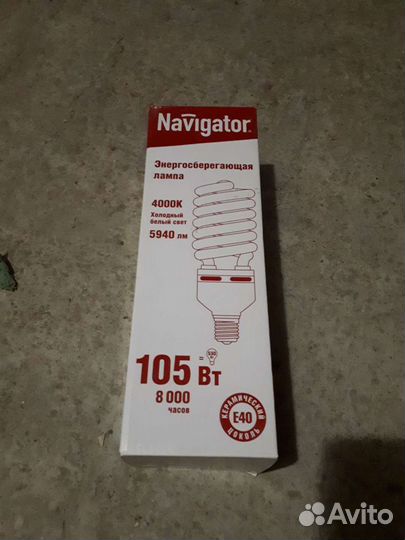 Navigator
Энергосберегающая
лампа
4000K
Холодный
белый свет
5940 лм
105 Вт
=
8 000
часов
КЕРАМИЧЕСКИЙ
E40
ЦОКОЛЬ
Avito